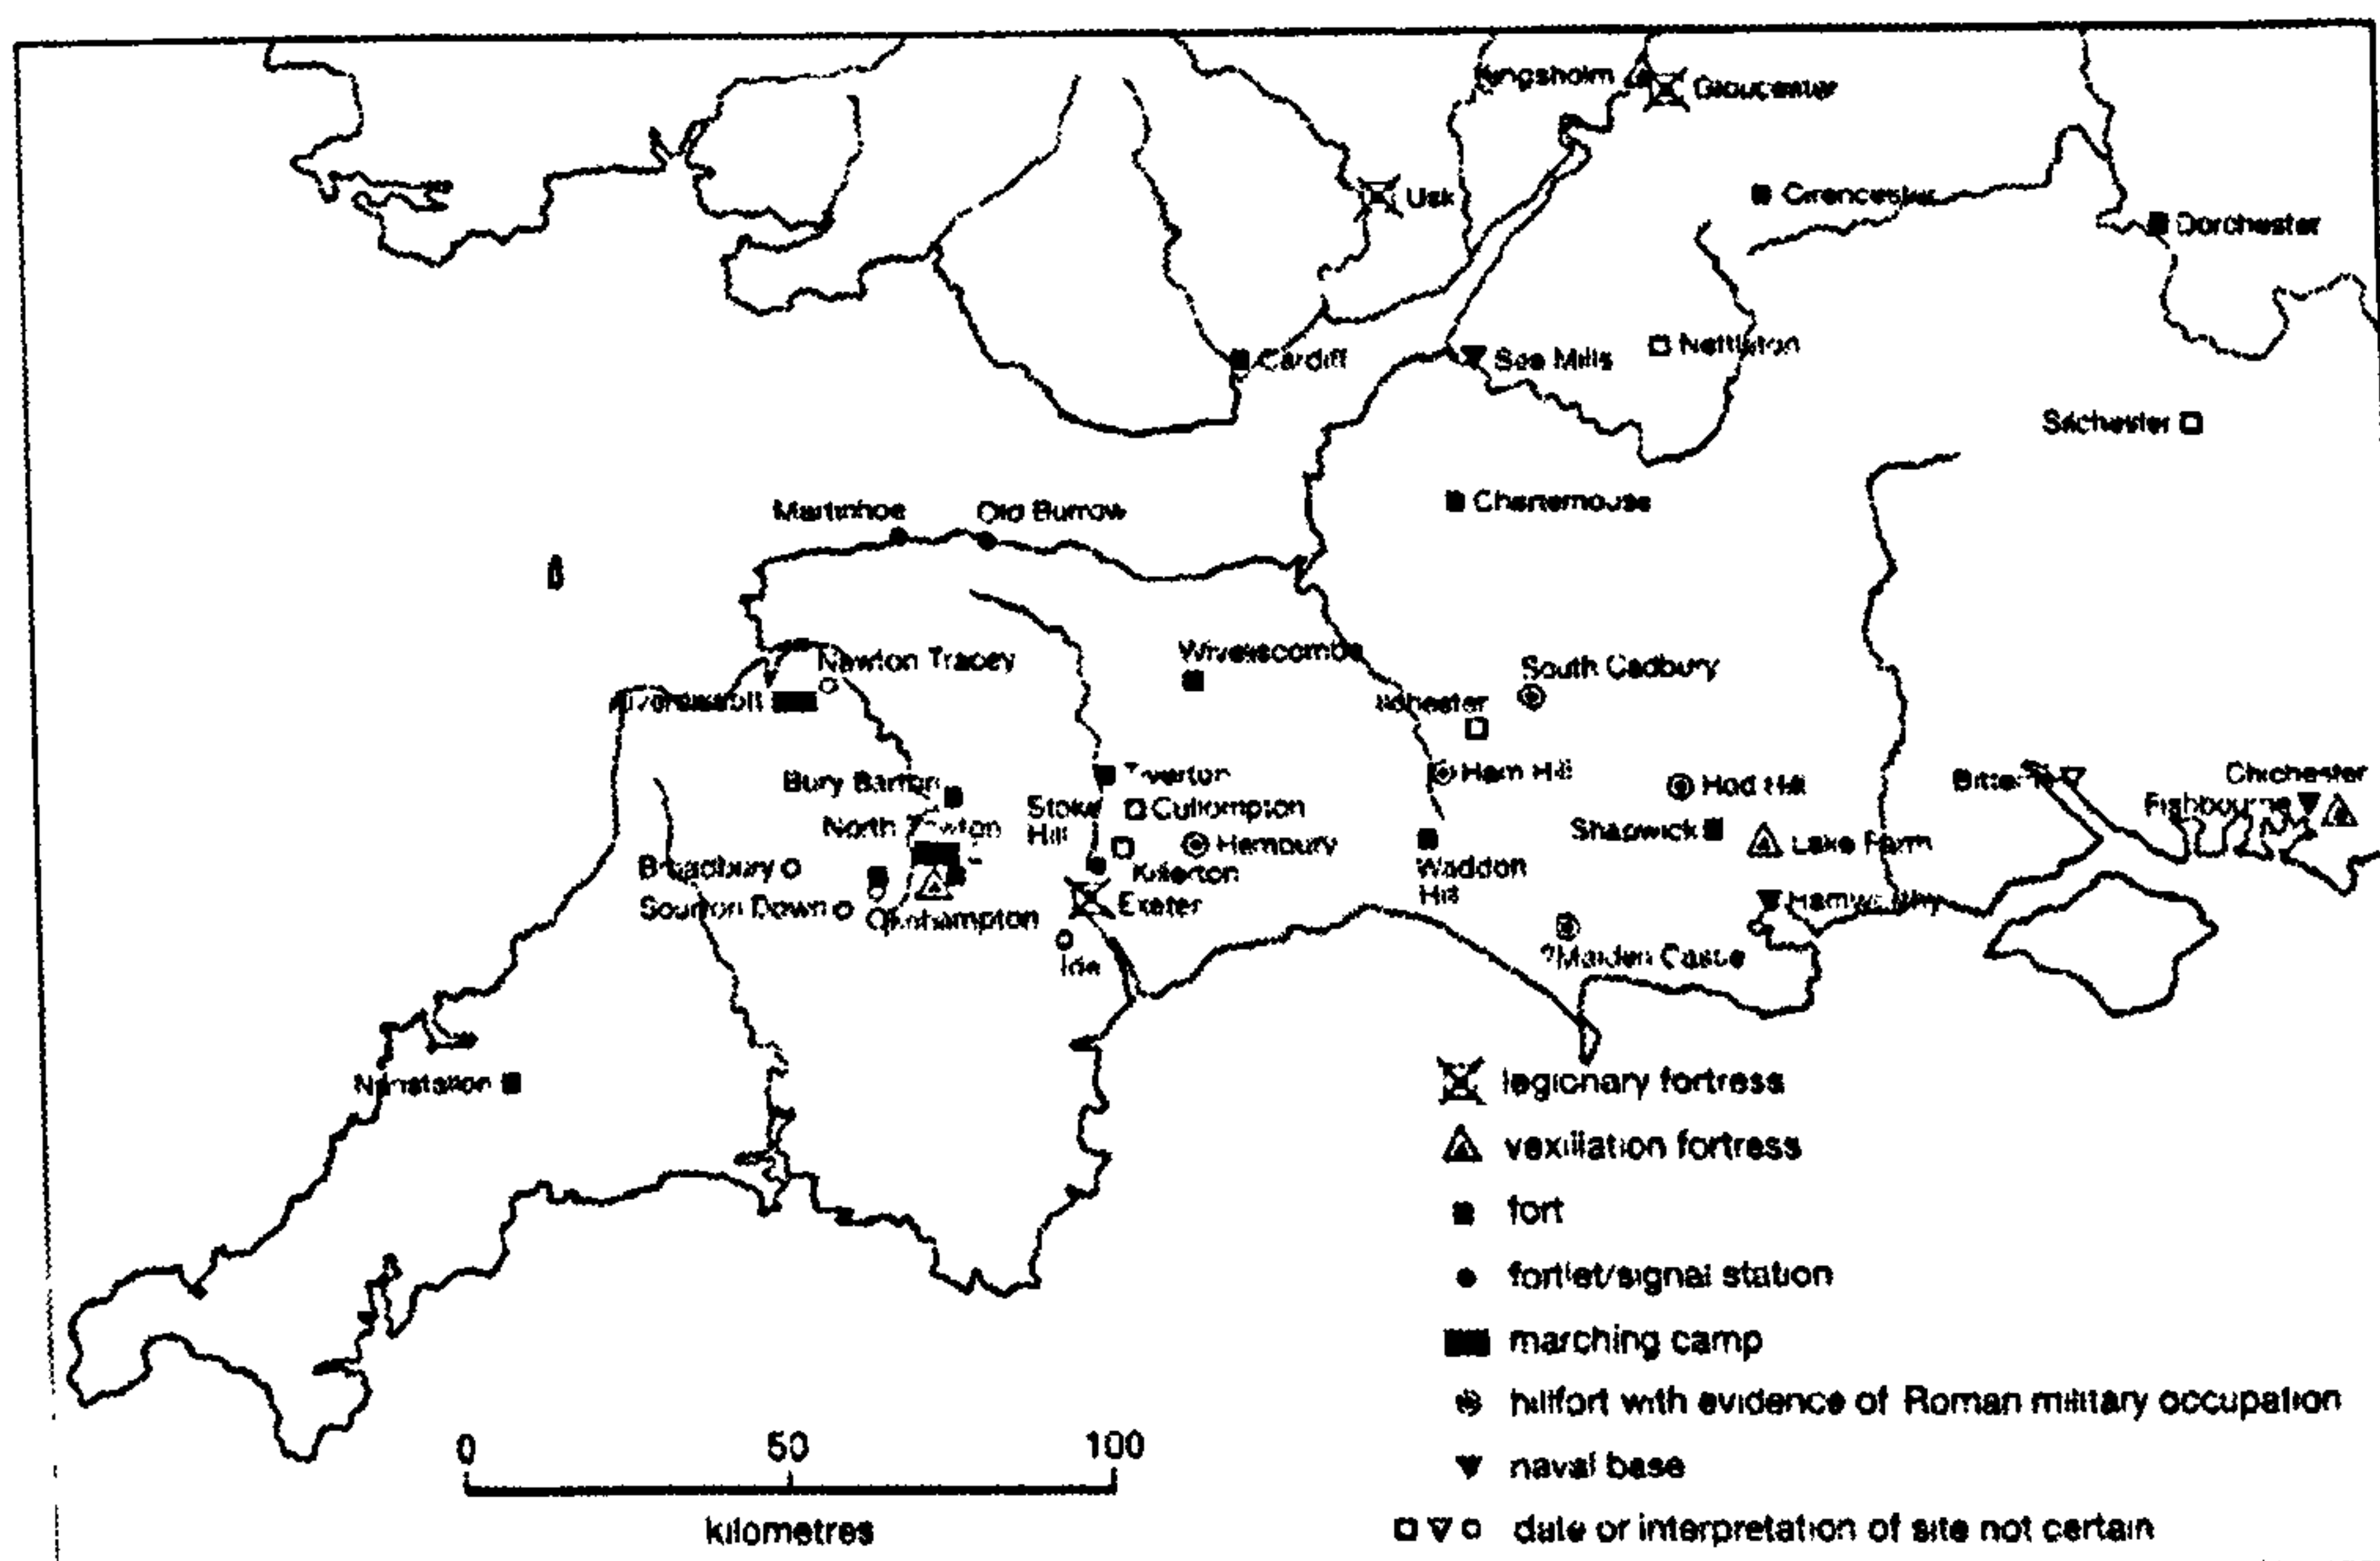 Kingsholm
Gloucester
Usk
Cirencester
Dorchester
Cardiff
Sea Mills
Nettleton
Silchester
Charterhouse
Martinhoe
Old Burrow
Newton Tracey
Wiveliscombe
South Cadbury
Ilchester
Tiverton
Ham Hill
Hod Hill
Chichester
Fishbourne
Bury Barton
Stoke
Hill
Cullompton
North Tawton
Shapwick
Lake Farm
Hembury
Broadbury
Killerton
Waddon
Hill
Sourton Down
Okehampton
Exeter
Hamworthy
Ide
?Maiden Castle
Nanstallon
legionary fortress
vexillation fortress
fort
fortlet/signal station
marching camp
hillfort with evidence of Roman military occupation
naval base
date or interpretation of site not certain
0 50 100
kilometres